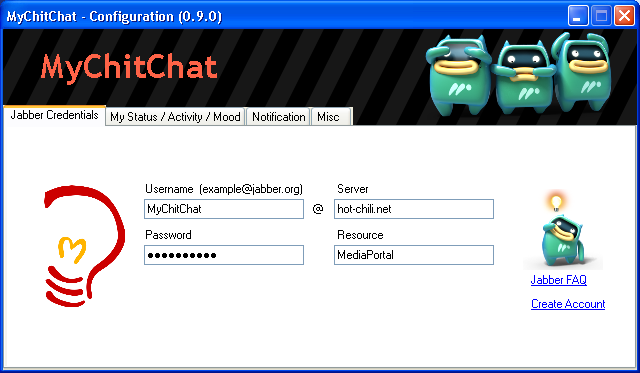 MyChitChat - Configuration (0.9.0)
MyChitChat
Jabber Credentials
My Status / Activity / Mood
Notification
Misc
Username (example@jabber.org)
Server
MyChitChat
@
hot-chili.net
Password
Resource
●●●●●●●●●●
MediaPortal
Jabber FAQ
Create Account